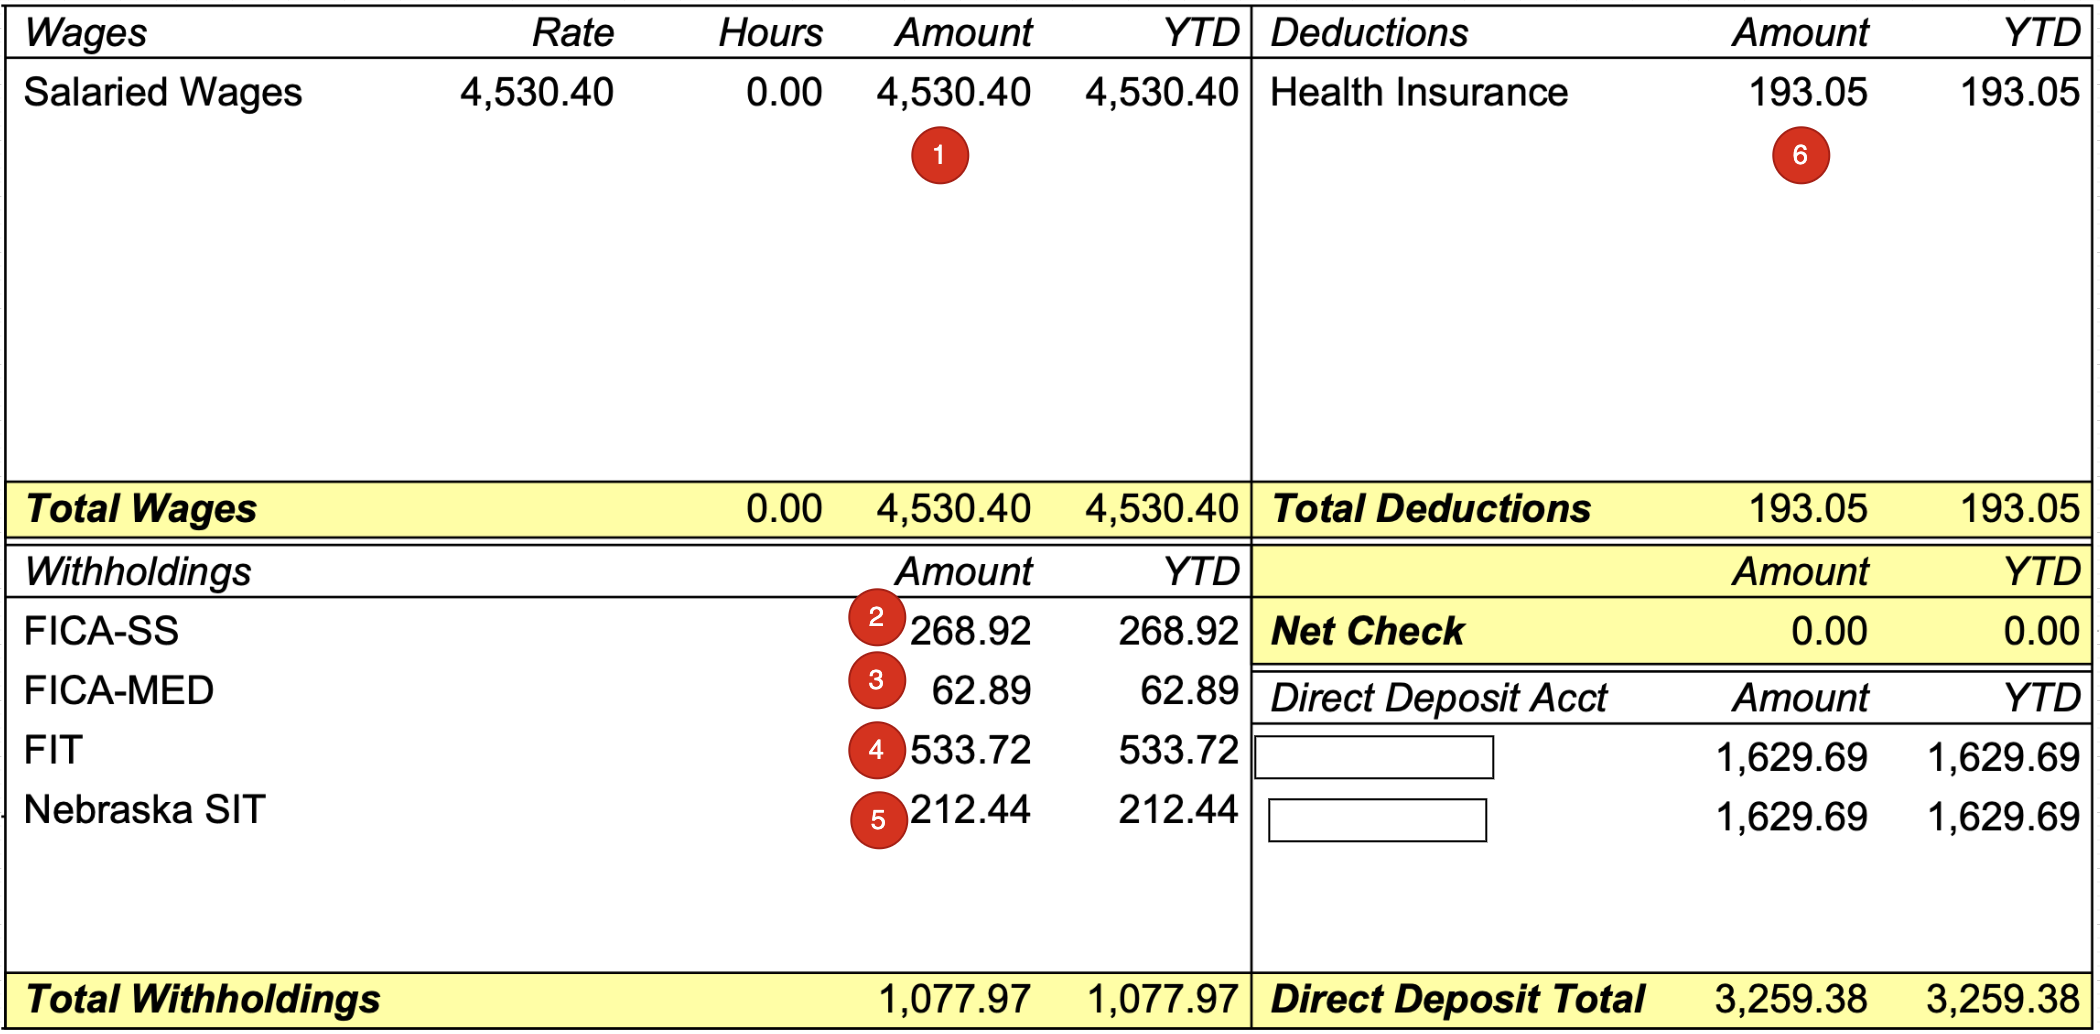 Wages Rate Hours Amount YTD
Salaried Wages 4,530.40 0.00 4,530.40 4,530.40
1
Total Wages 0.00 4,530.40 4,530.40
Deductions Amount YTD
Health Insurance 193.05 193.05
6
Total Deductions 193.05 193.05
Withholdings Amount YTD
FICA-SS 2 268.92 268.92
FICA-MED 3 62.89 62.89
FIT 4 533.72 533.72
Nebraska SIT 5 212.44 212.44
Total Withholdings 1,077.97 1,077.97
Amount YTD
Net Check 0.00 0.00
Direct Deposit Acct Amount YTD
1,629.69 1,629.69
1,629.69 1,629.69
Direct Deposit Total 3,259.38 3,259.38